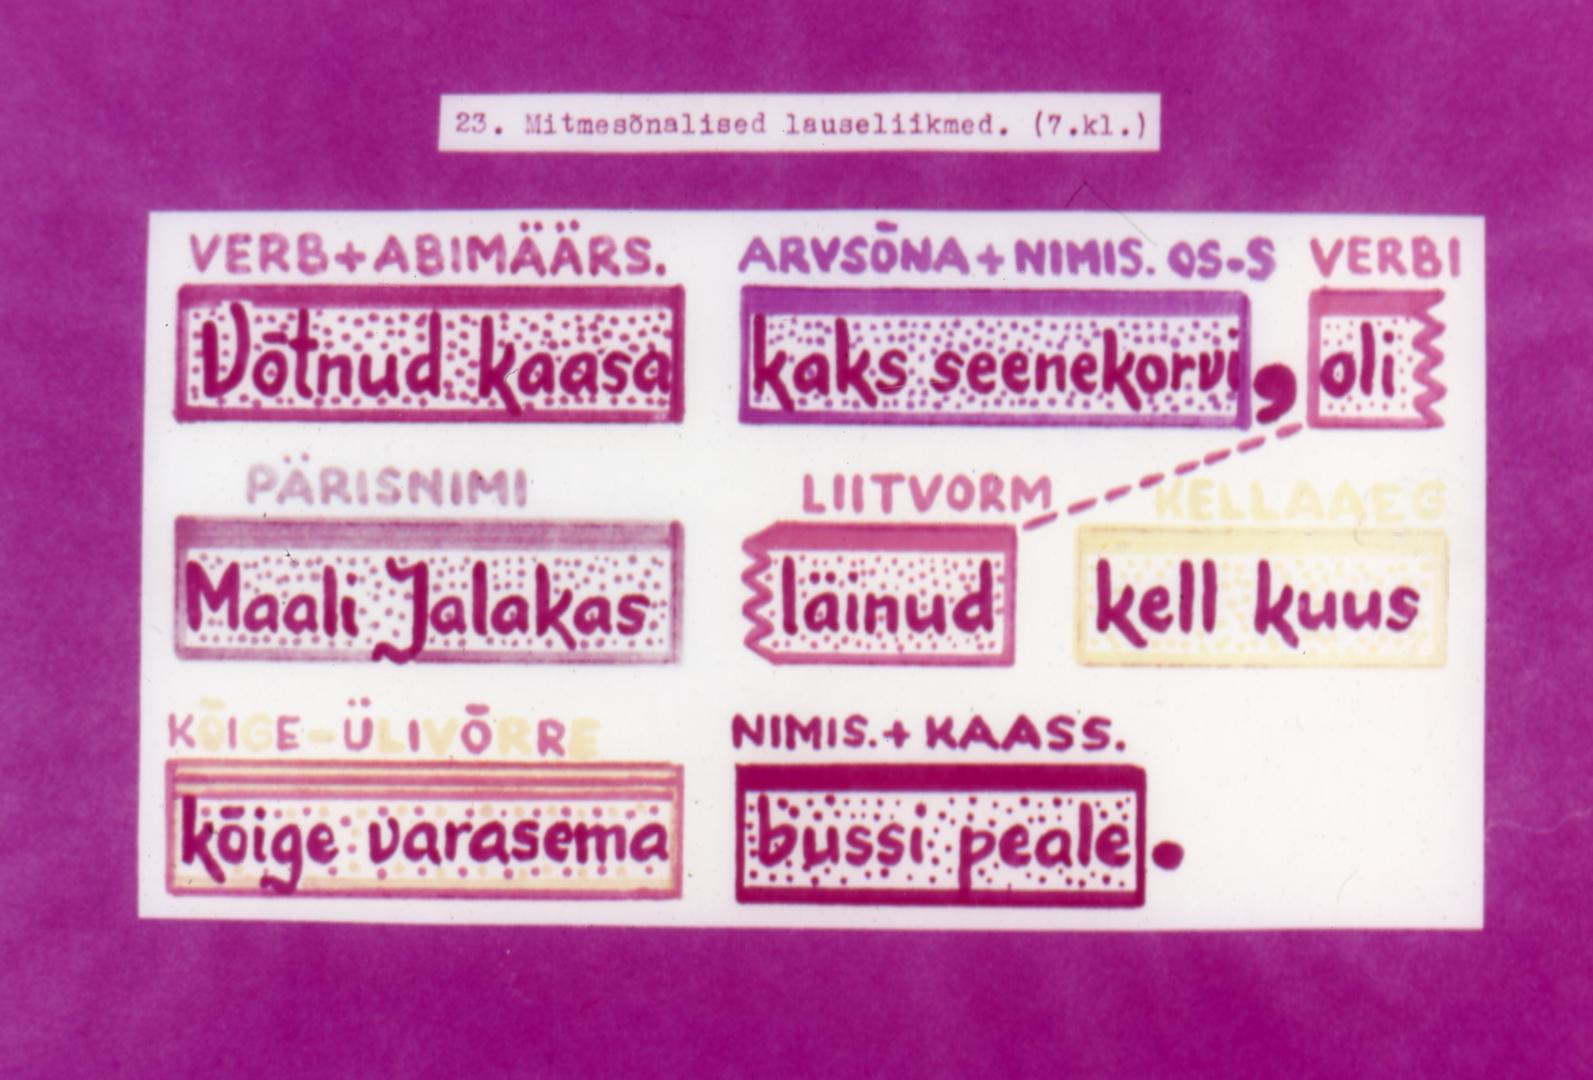 23. Mitmesõnalised lauseliikmed. (7.kl.)
VERB+ABIMÄÄRS. ARVSÕNA+NIMIS. OS-S VERBI
Võtnud kaasa kaks seenekorvi, oli
PÄRISNIMI LIITVORM KELLAAEG
Maali Jalakas läinud kell kuus
KÕIGE-ÜLIVÕRRE NIMIS.+ KAASS.
kõige varasema bussi peale.